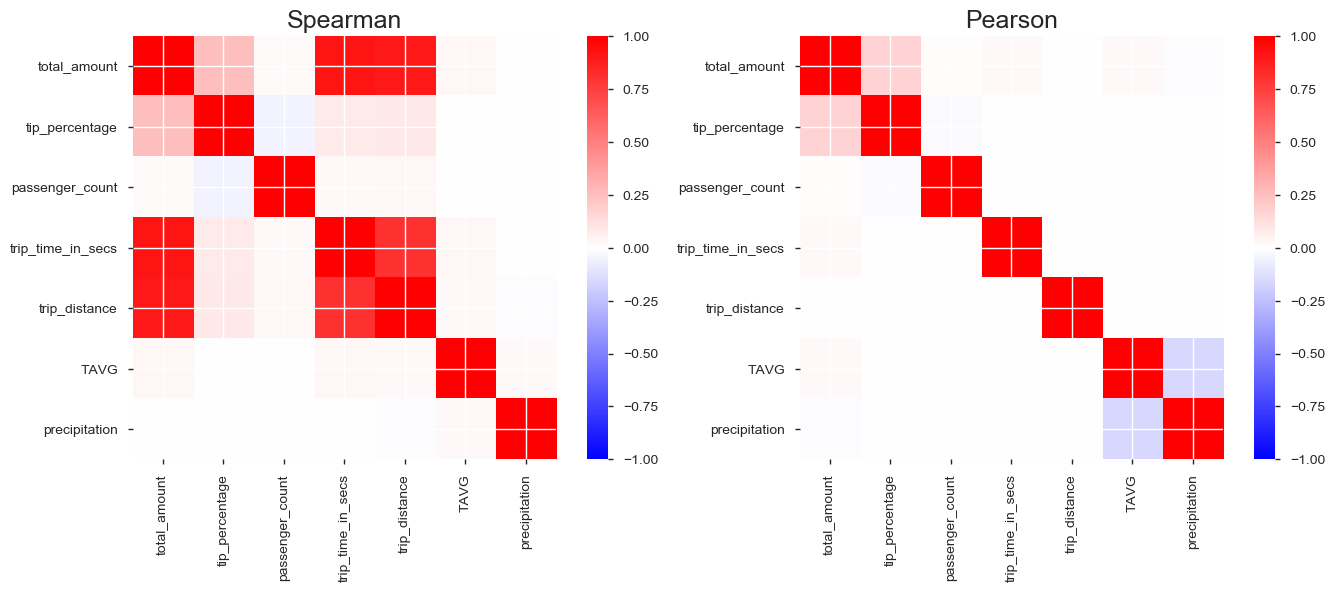 Spearman
total_amount
tip_percentage
passenger_count
trip_time_in_secs
trip_distance
TAVG
precipitation
total_amount
tip_percentage
passenger_count
trip_time_in_secs
trip_distance
TAVG
precipitation
1.00
0.75
0.50
0.25
0.00
−0.25
−0.50
−0.75
−1.00
Pearson
total_amount
tip_percentage
passenger_count
trip_time_in_secs
trip_distance
TAVG
precipitation
total_amount
tip_percentage
passenger_count
trip_time_in_secs
trip_distance
TAVG
precipitation
1.00
0.75
0.50
0.25
0.00
−0.25
−0.50
−0.75
−1.00